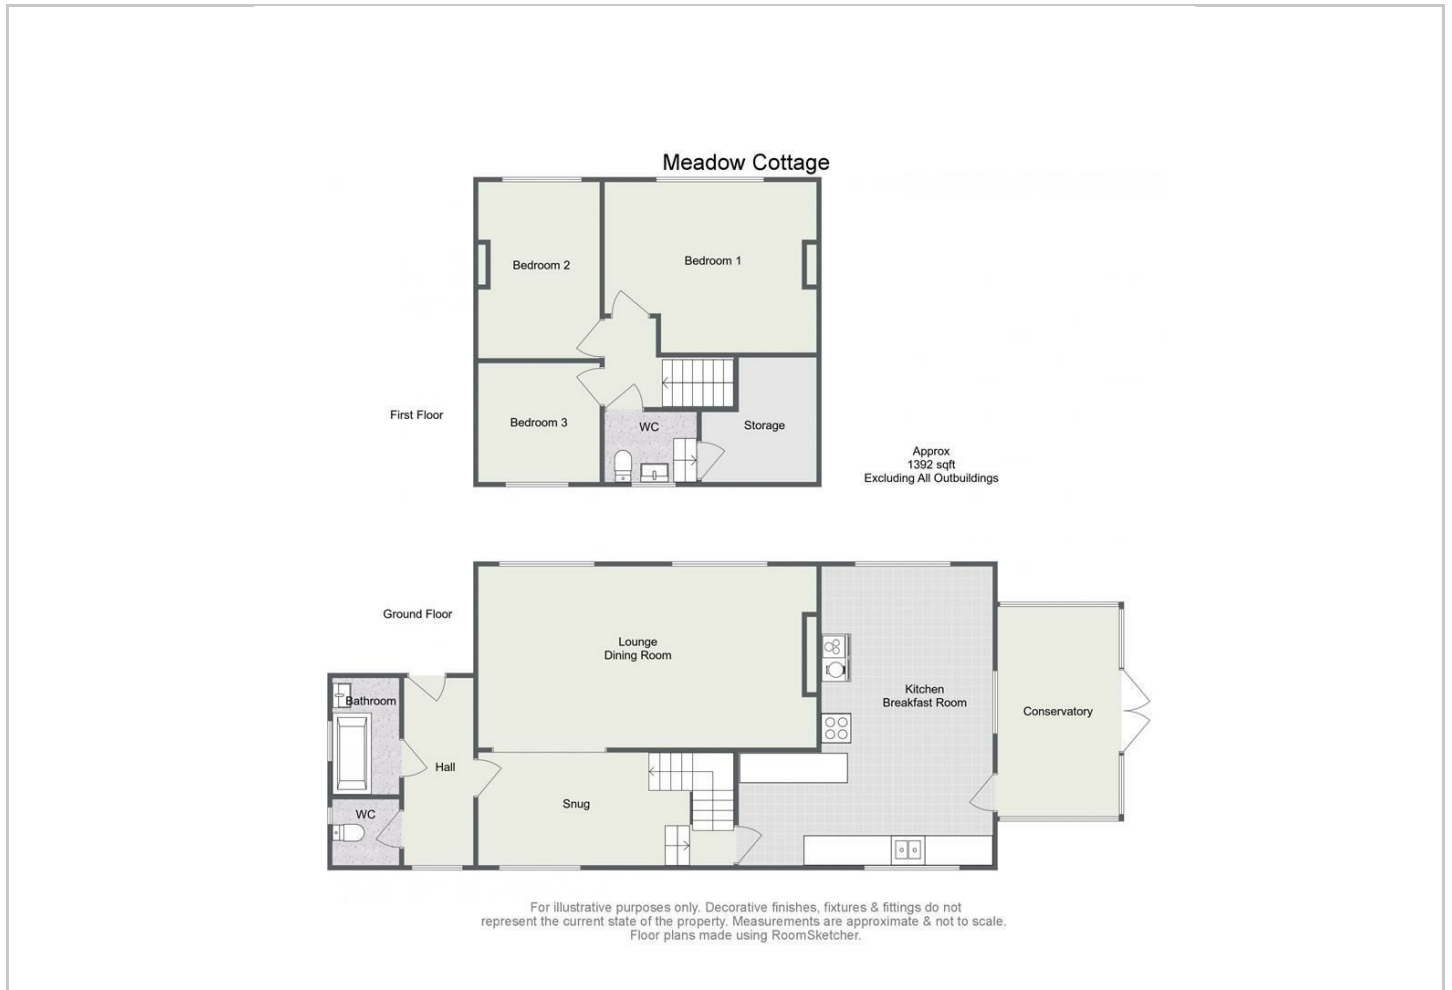 Meadow Cottage
Bedroom 2
Bedroom 1
First Floor
Bedroom 3
WC
Storage
Approx
1392 sqft
Excluding All Outbuildings
Ground Floor
Lounge
Dining Room
Kitchen
Breakfast Room
Conservatory
Bathroom
Hall
Snug
WC
For illustrative purposes only. Decorative finishes, fixtures & fittings do not
represent the current state of the property. Measurements are approximate & not to scale.
Floor plans made using RoomSketcher.